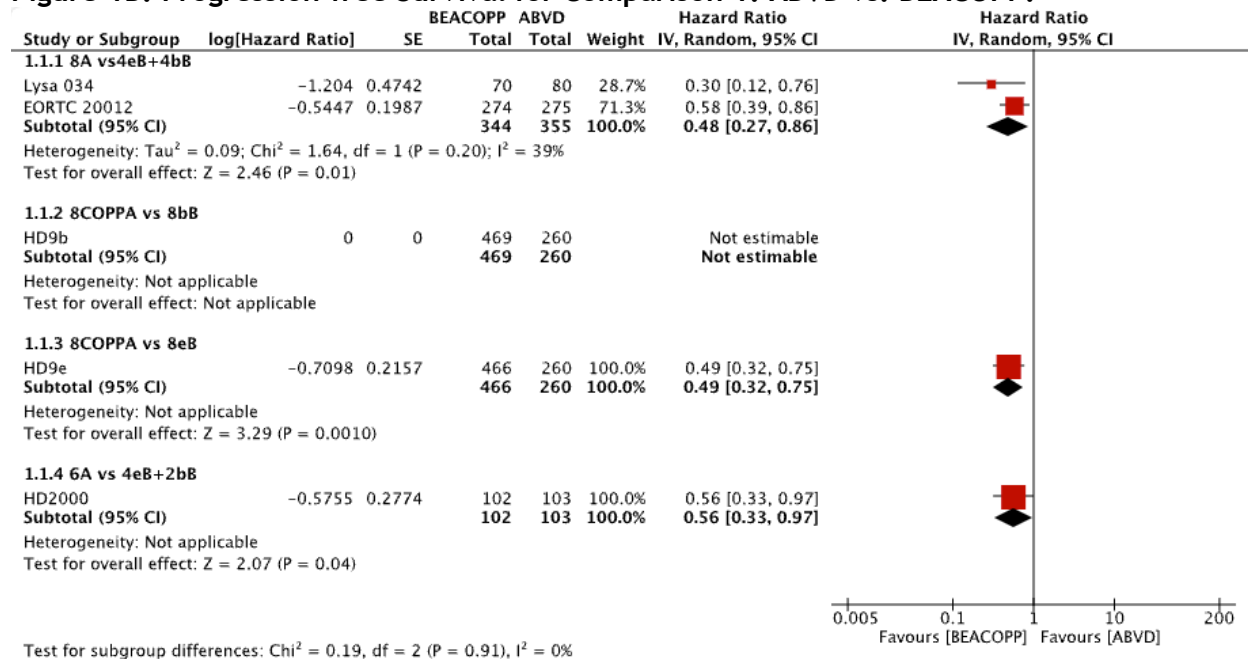 Figure 1B. Progression free Survival for Comparison 1: ABVD vs. BEACOPP.
BEACOPP ABVD Hazard Ratio Hazard Ratio
Study or Subgroup log[Hazard Ratio] SE Total Total Weight IV, Random, 95% CI IV, Random, 95% CI
1.1.1 8A vs4eB+4bB
Lysa 034 −1.204 0.4742 70 80 28.7% 0.30 [0.12, 0.76]
EORTC 20012 −0.5447 0.1987 274 275 71.3% 0.58 [0.39, 0.86]
Subtotal (95% CI) 344 355 100.0% 0.48 [0.27, 0.86]
Heterogeneity: Tau² = 0.09; Chi² = 1.64, df = 1 (P = 0.20); I² = 39%
Test for overall effect: Z = 2.46 (P = 0.01)
1.1.2 8COPPA vs 8bB
HD9b 0 0 469 260 Not estimable
Subtotal (95% CI) 469 260 Not estimable
Heterogeneity: Not applicable
Test for overall effect: Not applicable
1.1.3 8COPPA vs 8eB
HD9e −0.7098 0.2157 466 260 100.0% 0.49 [0.32, 0.75]
Subtotal (95% CI) 466 260 100.0% 0.49 [0.32, 0.75]
Heterogeneity: Not applicable
Test for overall effect: Z = 3.29 (P = 0.0010)
1.1.4 6A vs 4eB+2bB
HD2000 −0.5755 0.2774 102 103 100.0% 0.56 [0.33, 0.97]
Subtotal (95% CI) 102 103 100.0% 0.56 [0.33, 0.97]
Heterogeneity: Not applicable
Test for overall effect: Z = 2.07 (P = 0.04)
0.005 0.1 1 10 200
Favours [BEACOPP] Favours [ABVD]
Test for subgroup differences: Chi² = 0.19, df = 2 (P = 0.91), I² = 0%